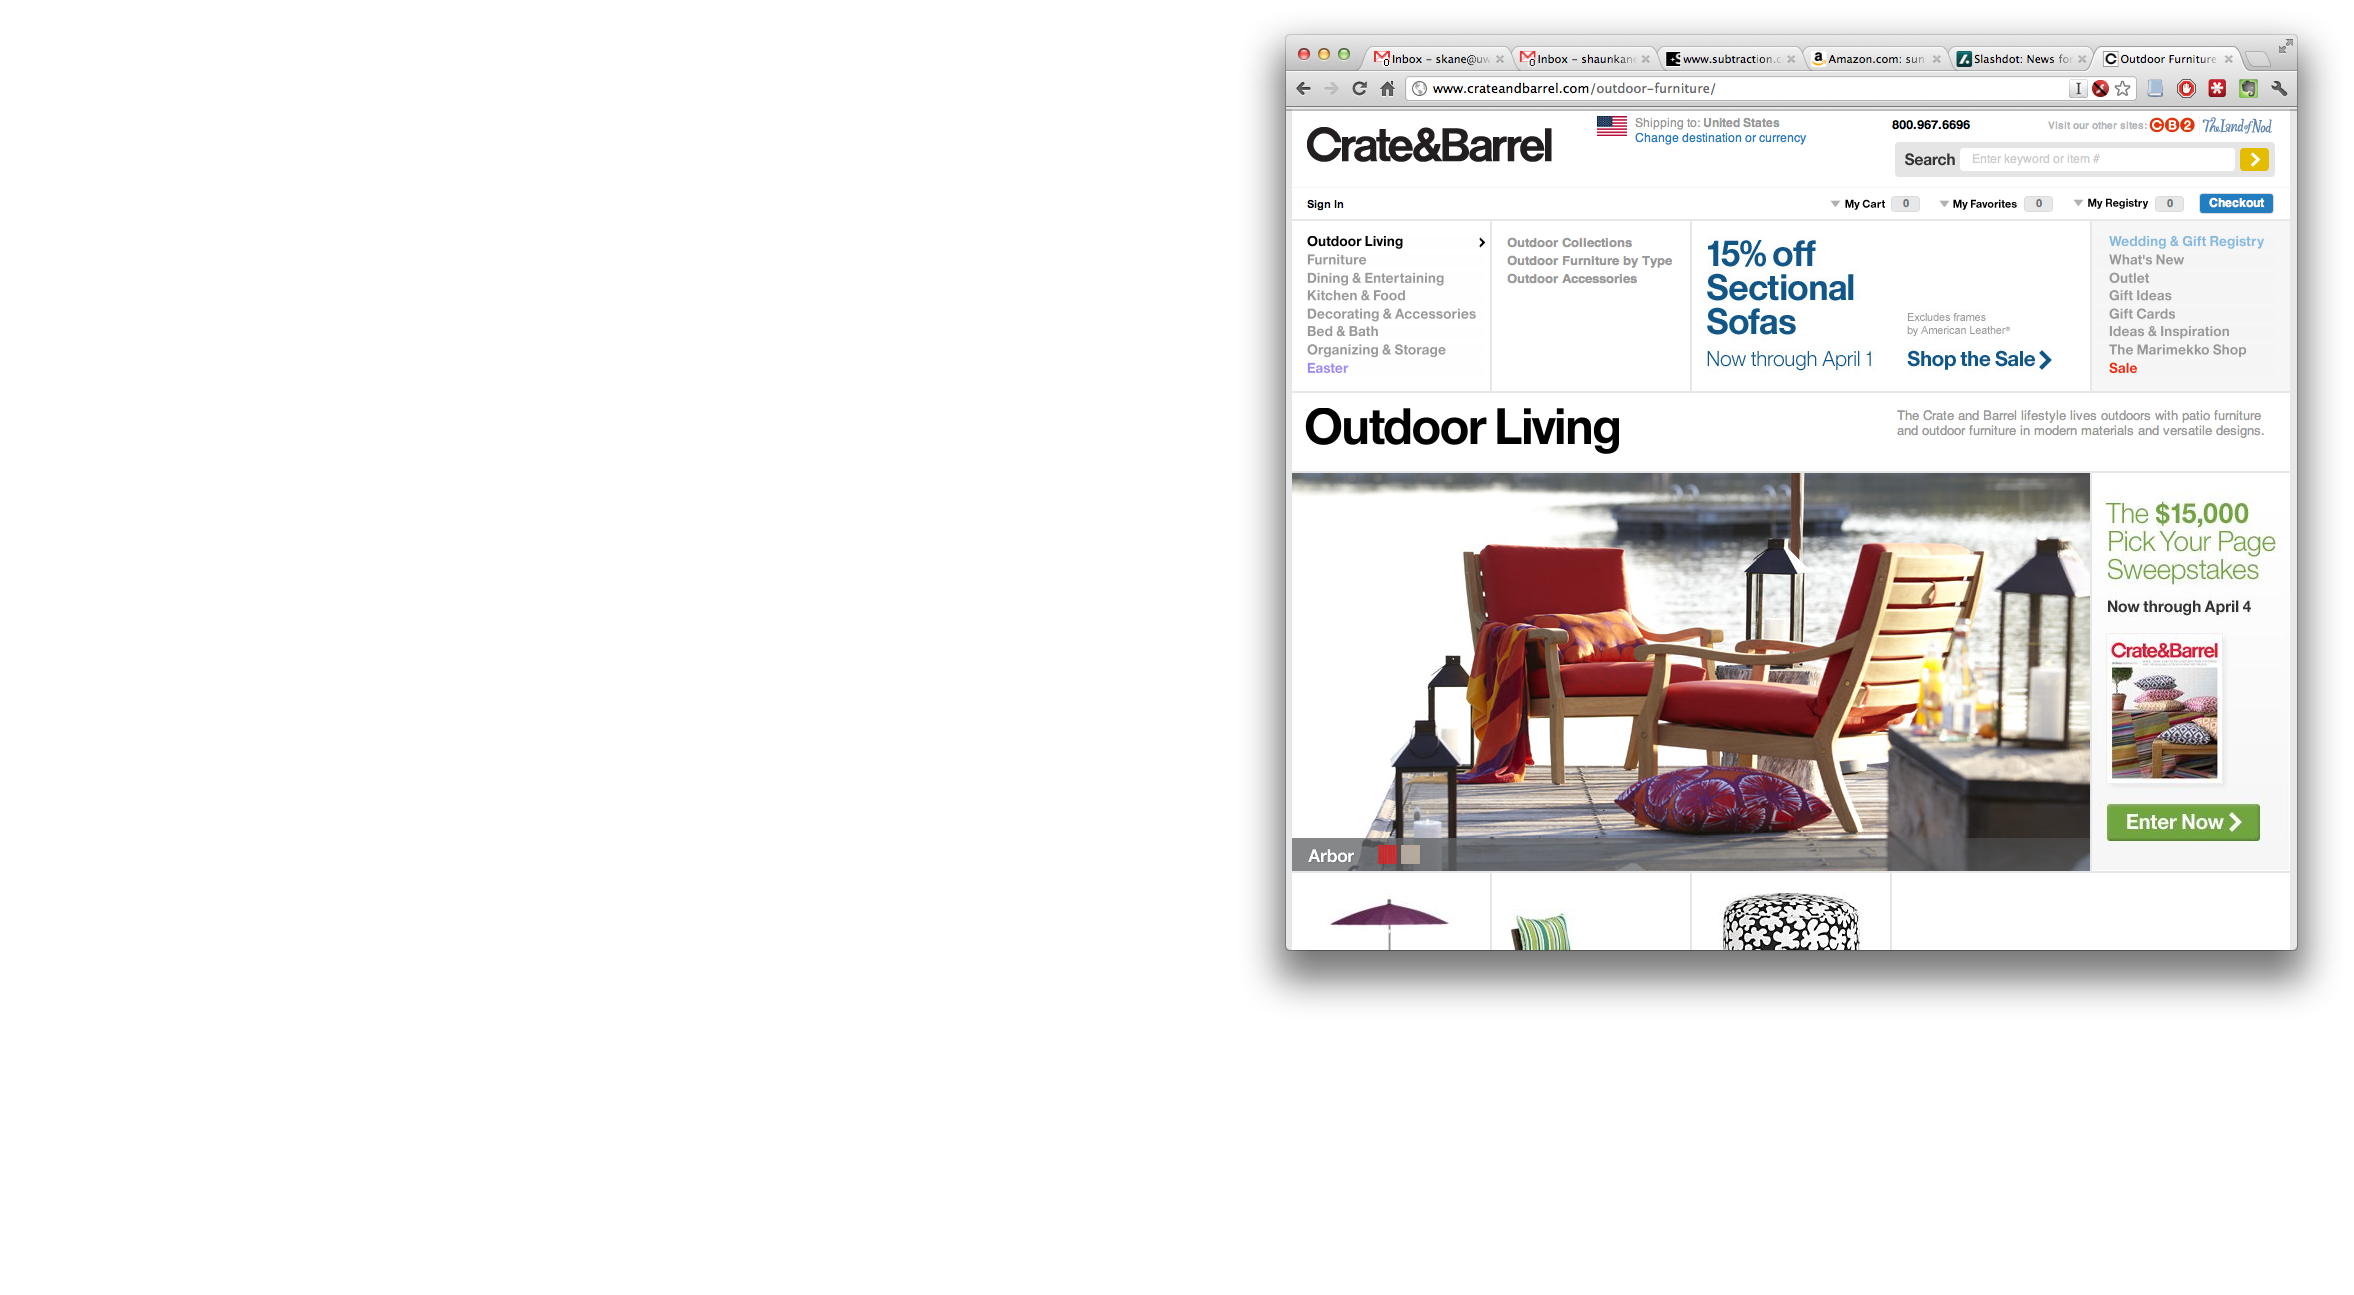 Inbox – skane@uw
Inbox – shaunkan
www.subtraction.c
Amazon.com: sun
Slashdot: News fo
Outdoor Furniture
www.crateandbarrel.com/outdoor-furniture/
Crate&Barrel
Shipping to: United States
Change destination or currency
800.967.6696
Visit our other sites: CB2 The Land of Nod
Search Enter keyword or item #
Sign In
My Cart 0
My Favorites 0
My Registry 0
Checkout
Outdoor Living
Furniture
Dining & Entertaining
Kitchen & Food
Decorating & Accessories
Bed & Bath
Organizing & Storage
Easter
Outdoor Collections
Outdoor Furniture by Type
Outdoor Accessories
15% off
Sectional
Sofas
Now through April 1
Excludes frames
by American Leather®
Shop the Sale
Wedding & Gift Registry
What's New
Outlet
Gift Ideas
Gift Cards
Ideas & Inspiration
The Marimekko Shop
Sale
Outdoor Living
The Crate and Barrel lifestyle lives outdoors with patio furniture
and outdoor furniture in modern materials and versatile designs.
Arbor
The $15,000
Pick Your Page
Sweepstakes
Now through April 4
Crate&Barrel
Enter Now